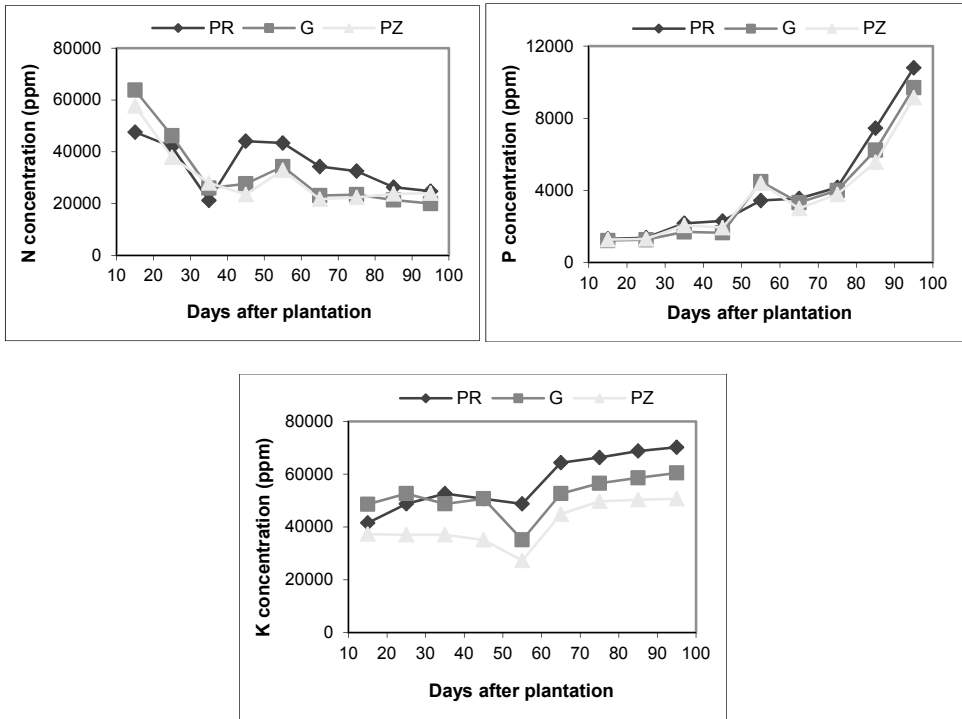 PR G PZ
N concentration (ppm)
80000
60000
40000
20000
0
10 20 30 40 50 60 70 80 90 100
Days after plantation
PR G PZ
P concentration (ppm)
12000
8000
4000
0
10 20 30 40 50 60 70 80 90 100
Days after plantation
PR G PZ
K concentration (ppm)
80000
60000
40000
20000
0
10 20 30 40 50 60 70 80 90 100
Days after plantation